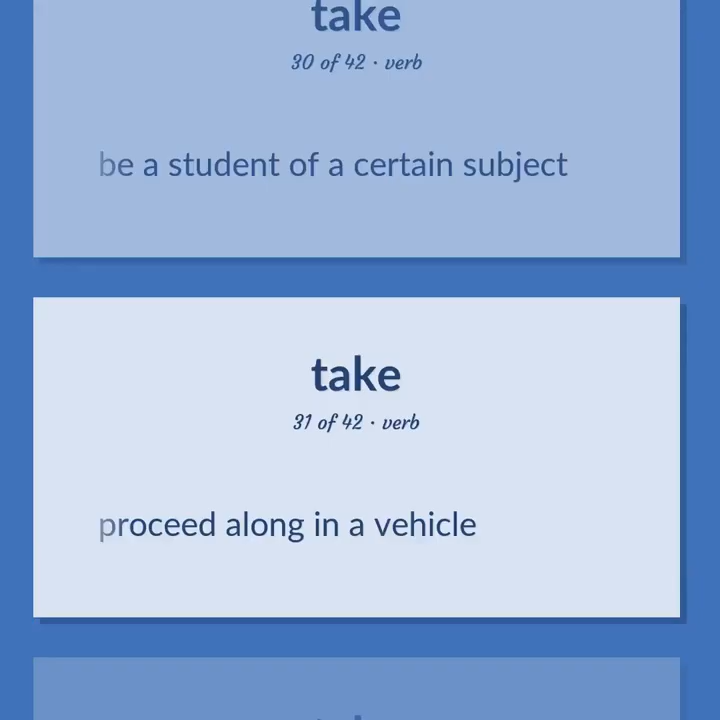 take
30 of 42 · verb
be a student of a certain subject
take
31 of 42 · verb
proceed along in a vehicle